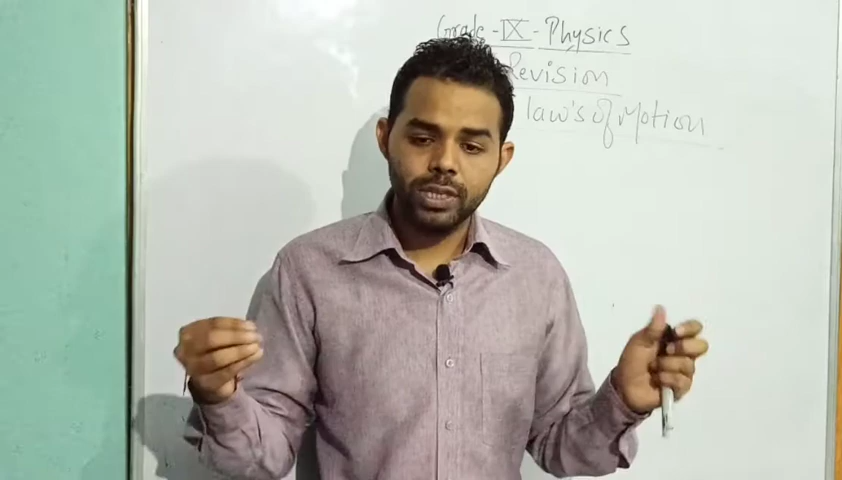 Grade - IX - Physics
Revision
law's of Motion